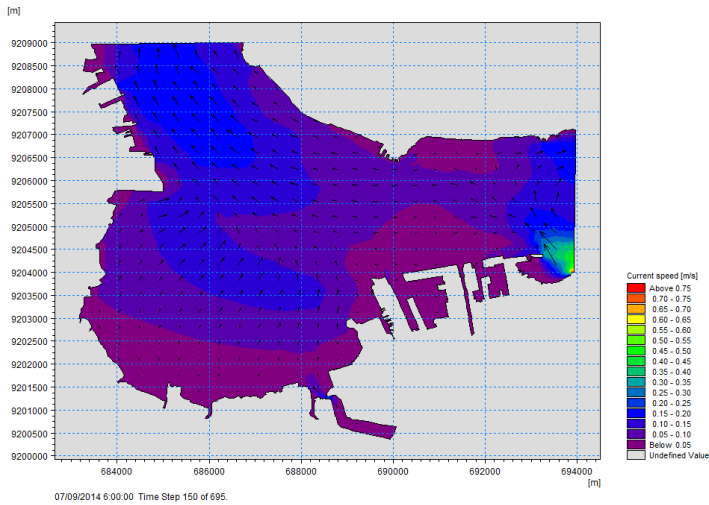 [m]
9209000
9208500
9208000
9207500
9207000
9206500
9206000
9205500
9205000
9204500
9204000
9203500
9203000
9202500
9202000
9201500
9201000
9200500
9200000
684000 686000 688000 690000 692000 694000
[m]
Current speed [m/s]
Above 0.75
0.70 - 0.75
0.65 - 0.70
0.60 - 0.65
0.55 - 0.60
0.50 - 0.55
0.45 - 0.50
0.40 - 0.45
0.35 - 0.40
0.30 - 0.35
0.25 - 0.30
0.20 - 0.25
0.15 - 0.20
0.10 - 0.15
0.05 - 0.10
Below 0.05
Undefined Value
07/09/2014 6:00:00 Time Step 150 of 695.